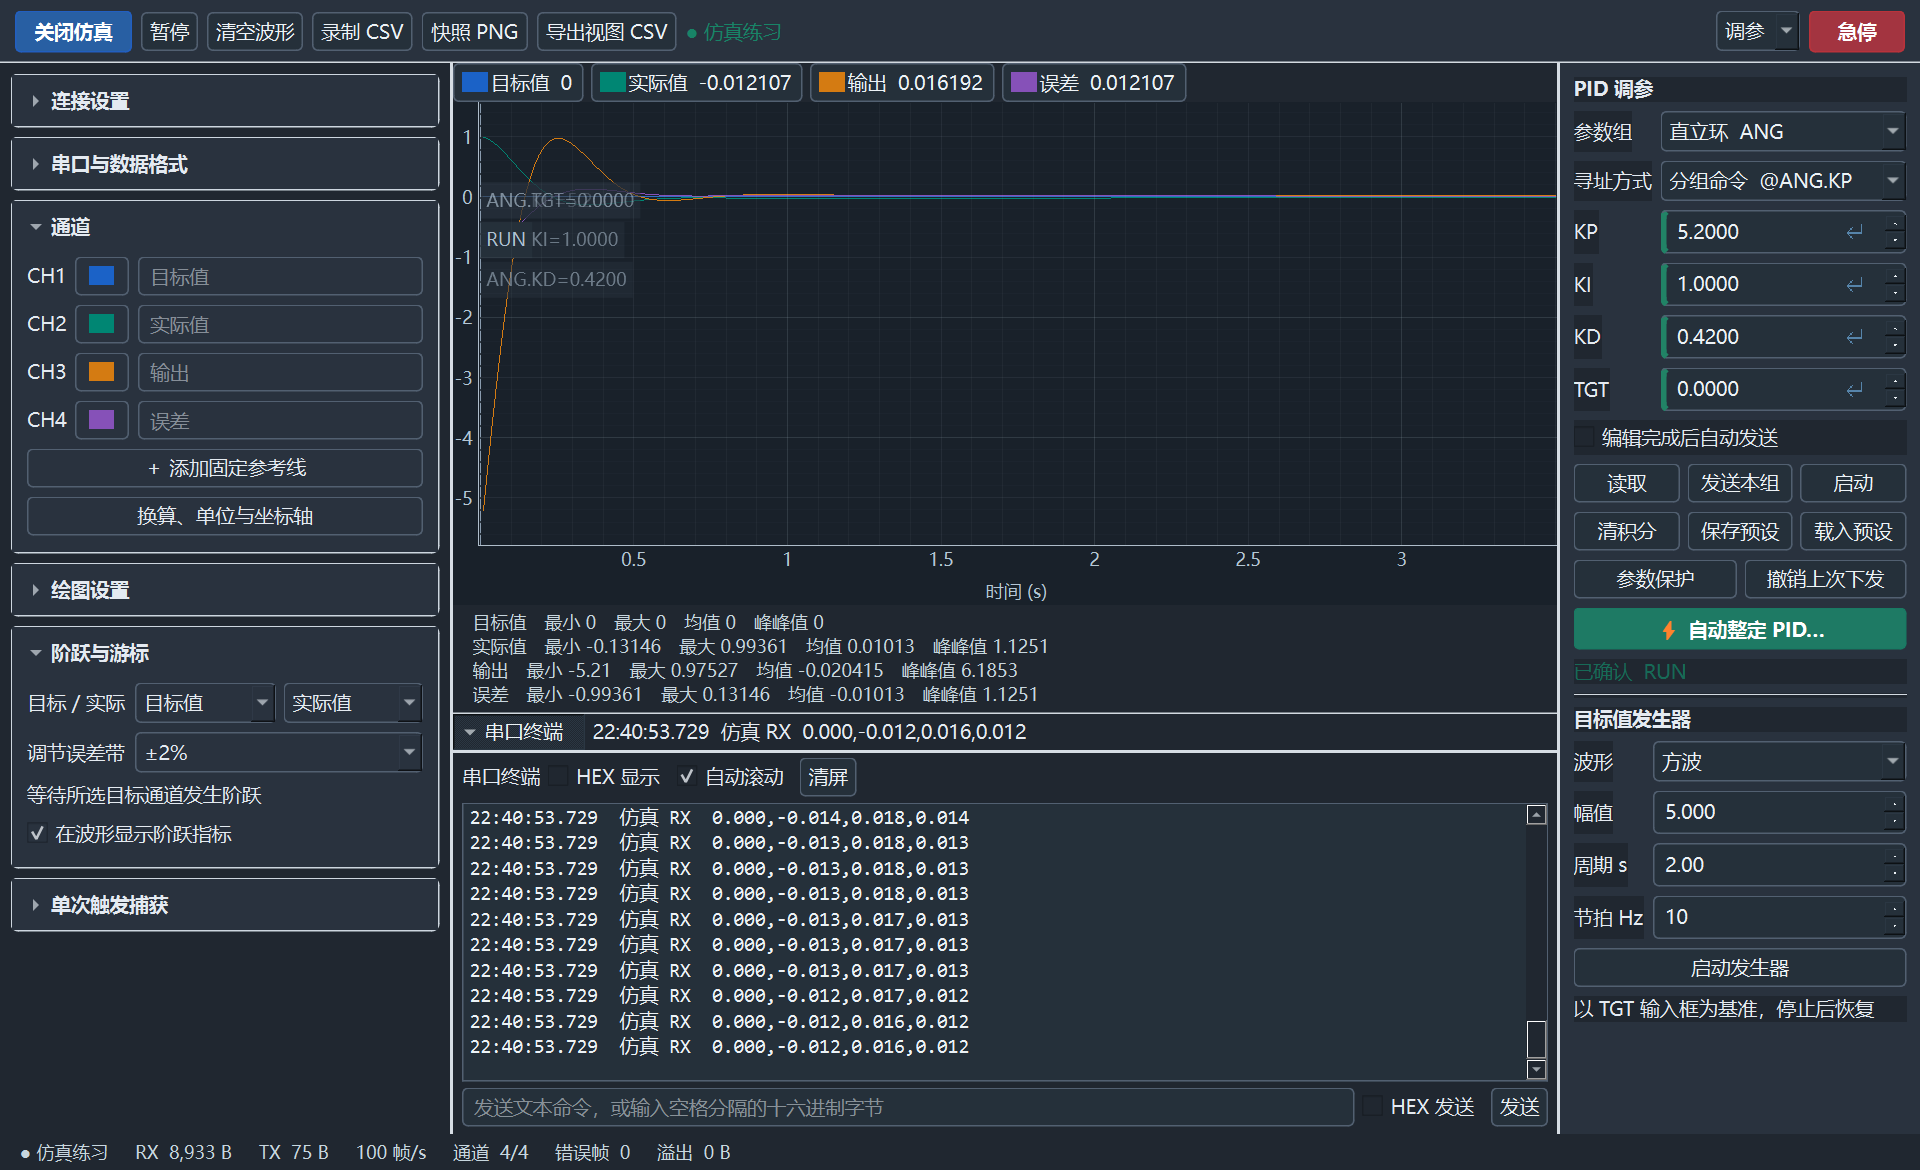 关闭仿真 暂停 清空波形 录制 CSV 快照 PNG 导出视图 CSV ● 仿真练习 调参 急停
连接设置
串口与数据格式
通道
CH1 目标值
CH2 实际值
CH3 输出
CH4 误差
+ 添加固定参考线
换算、单位与坐标轴
绘图设置
阶跃与游标
目标 / 实际 目标值 实际值
调节误差带 ±2%
等待所选目标通道发生阶跃
在波形显示阶跃指标
单次触发捕获
目标值 0 实际值 -0.012107 输出 0.016192 误差 0.012107
1
0
-1
-2
-3
-4
-5
ANG.TGT=0.0000
RUN KI=1.0000
ANG.KD=0.4200
0.5 1 1.5 2 2.5 3
时间 (s)
目标值 最小 0 最大 0 均值 0 峰峰值 0
实际值 最小 -0.13146 最大 0.99361 均值 0.01013 峰峰值 1.1251
输出 最小 -5.21 最大 0.97527 均值 -0.020415 峰峰值 6.1853
误差 最小 -0.99361 最大 0.13146 均值 -0.01013 峰峰值 1.1251
串口终端 22:40:53.729 仿真 RX 0.000,-0.012,0.016,0.012
串口终端 HEX 显示 自动滚动 清屏
22:40:53.729 仿真 RX 0.000,-0.014,0.018,0.014
22:40:53.729 仿真 RX 0.000,-0.013,0.018,0.013
22:40:53.729 仿真 RX 0.000,-0.013,0.018,0.013
22:40:53.729 仿真 RX 0.000,-0.013,0.018,0.013
22:40:53.729 仿真 RX 0.000,-0.013,0.017,0.013
22:40:53.729 仿真 RX 0.000,-0.013,0.017,0.013
22:40:53.729 仿真 RX 0.000,-0.013,0.017,0.013
22:40:53.729 仿真 RX 0.000,-0.012,0.017,0.012
22:40:53.729 仿真 RX 0.000,-0.012,0.016,0.012
22:40:53.729 仿真 RX 0.000,-0.012,0.016,0.012
发送文本命令，或输入空格分隔的十六进制字节 HEX 发送 发送
PID 调参
参数组 直立环 ANG
寻址方式 分组命令 @ANG.KP
KP 5.2000
KI 1.0000
KD 0.4200
TGT 0.0000
编辑完成后自动发送
读取 发送本组 启动
清积分 保存预设 载入预设
参数保护 撤销上次下发
自动整定 PID...
已确认 RUN
目标值发生器
波形 方波
幅值 5.000
周期 s 2.00
节拍 Hz 10
启动发生器
以 TGT 输入框为基准，停止后恢复
● 仿真练习 RX 8,933 B TX 75 B 100 帧/s 通道 4/4 错误帧 0 溢出 0 B